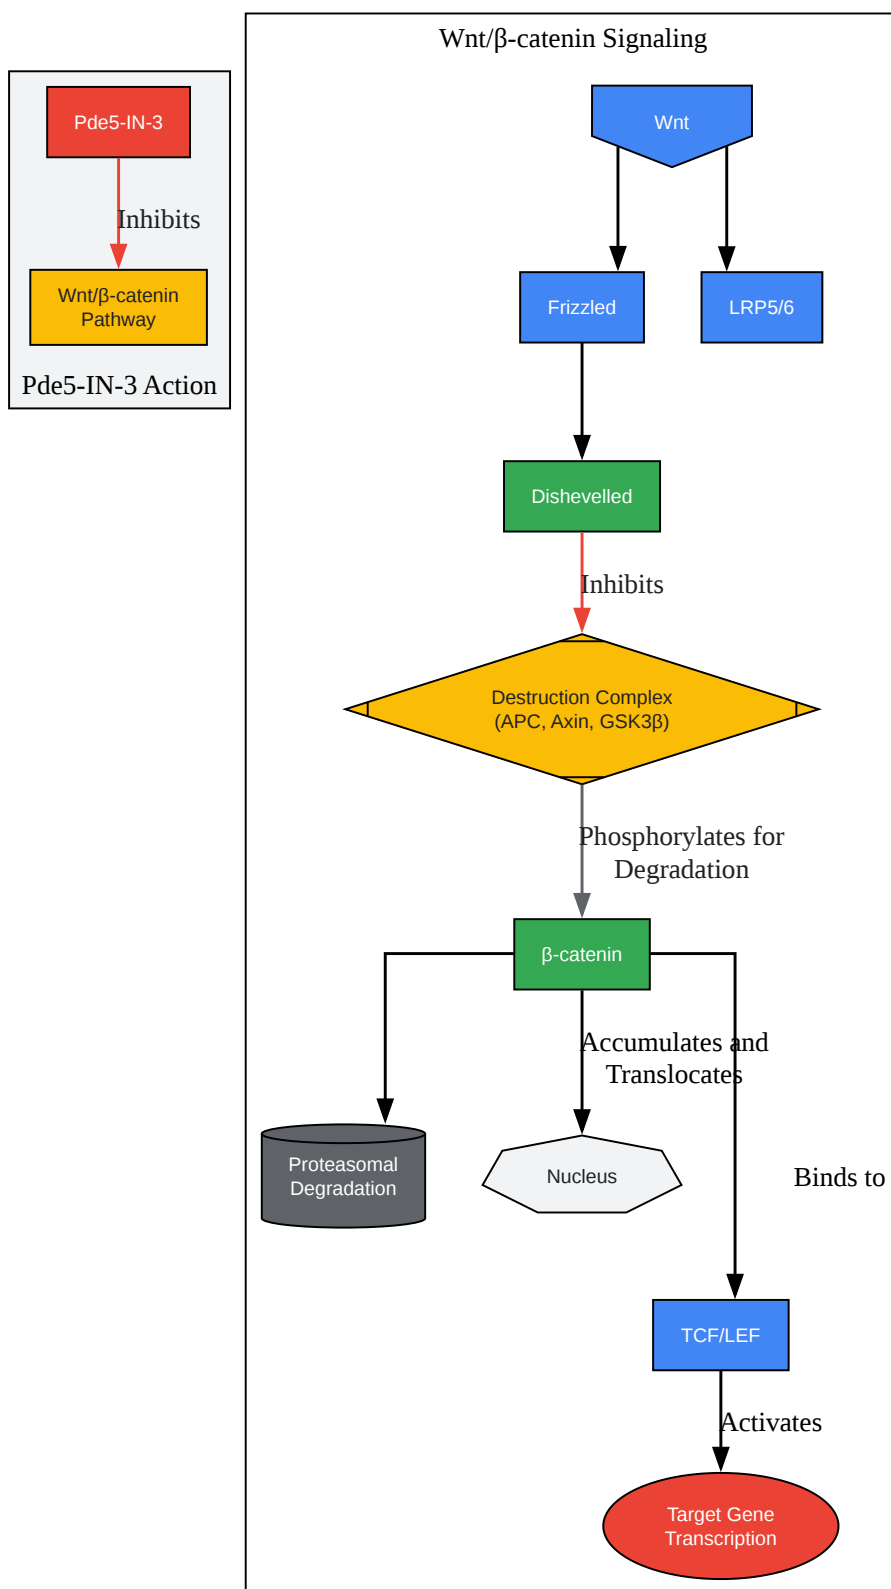 Wnt/β-catenin Signaling
Pde5-IN-3
Inhibits
Wnt/β-catenin
Pathway
Pde5-IN-3 Action
Wnt
Frizzled
LRP5/6
Dishevelled
Inhibits
Destruction Complex
(APC, Axin, GSK3β)
Phosphorylates for
Degradation
β-catenin
Accumulates and
Translocates
Proteasomal
Degradation
Nucleus
Binds to
TCF/LEF
Activates
Target Gene
Transcription